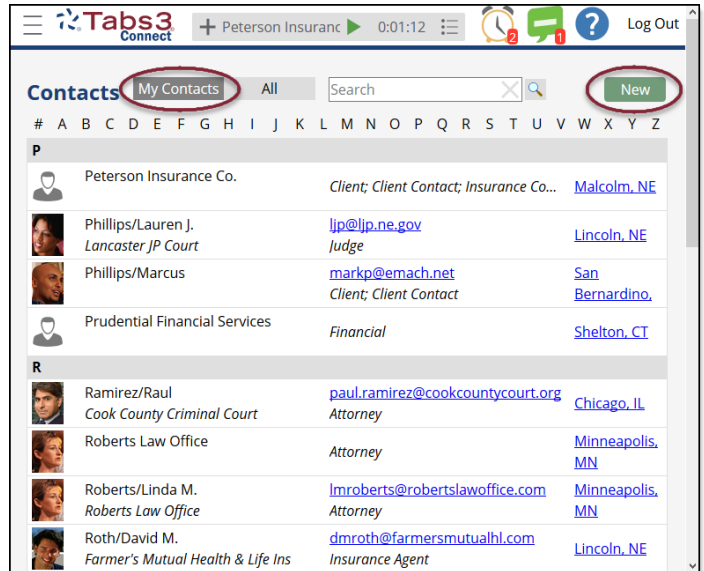 Tabs3
Connect
+ Peterson Insuranc 0:01:12
2
1
?
Log Out
Contacts My Contacts All Search New
# A B C D E F G H I J K L M N O P Q R S T U V W X Y Z
P
Peterson Insurance Co.
Client; Client Contact; Insurance Co... Malcolm, NE
Phillips/Lauren J. ljp@ljp.ne.gov
Lancaster JP Court Judge Lincoln, NE
Phillips/Marcus markp@emach.net San
Client; Client Contact Bernardino,
Prudential Financial Services
Financial Shelton, CT
R
Ramirez/Raul paul.ramirez@cookcountycourt.org
Cook County Criminal Court Attorney Chicago, IL
Roberts Law Office Minneapolis,
Attorney MN
Roberts/Linda M. lmroberts@robertslawoffice.com Minneapolis,
Roberts Law Office Attorney MN
Roth/David M. dmroth@farmersmutualhl.com
Farmer's Mutual Health & Life Ins Insurance Agent Lincoln, NE